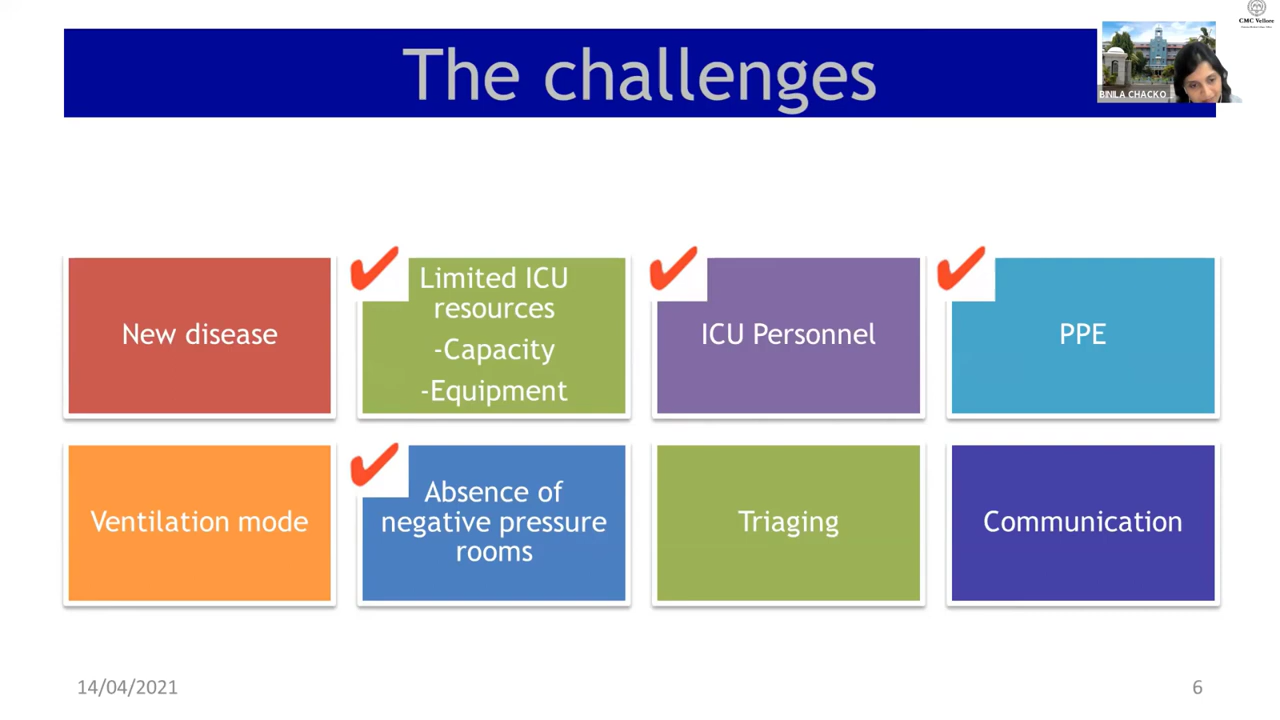 CMC Vellore
The challenges
BINILA CHACKO...
New disease
Limited ICU
resources
-Capacity
-Equipment
ICU Personnel
PPE
Ventilation mode
Absence of
negative pressure
rooms
Triaging
Communication
14/04/2021
6